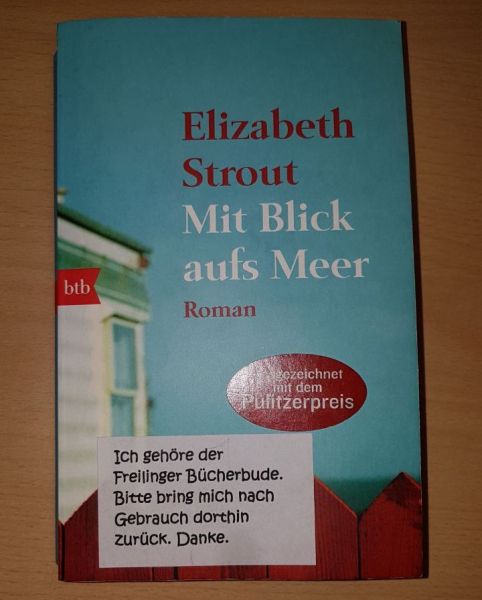 Elizabeth
Strout
Mit Blick
aufs Meer
btb
Roman
gezeichnet
mit dem
Pulitzerpreis
Ich gehöre der
Freilinger Bücherbude.
Bitte bring mich nach
Gebrauch dorthin
zurück. Danke.